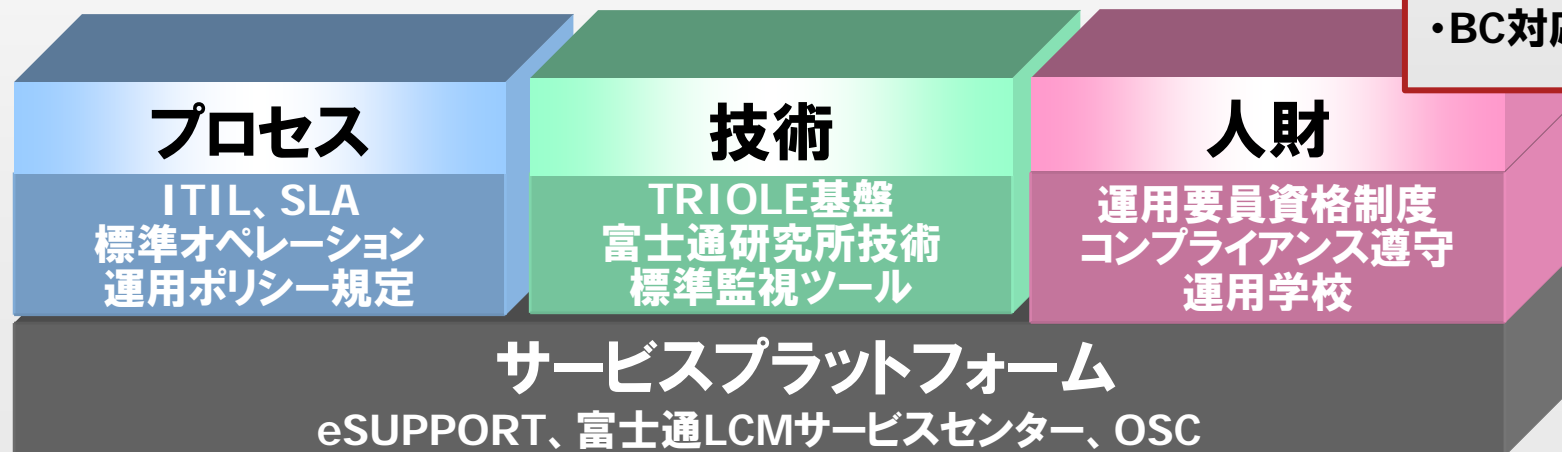 ・BC対
プロセス
ITIL、SLA
標準オペレーション
運用ポリシー規定
技術
TRIOLE基盤
富士通研究所技術
標準監視ツール
人財
運用要員資格制度
コンプライアンス遵守
運用学校
サービスプラットフォーム
eSUPPORT、富士通LCMサービスセンター、OSC